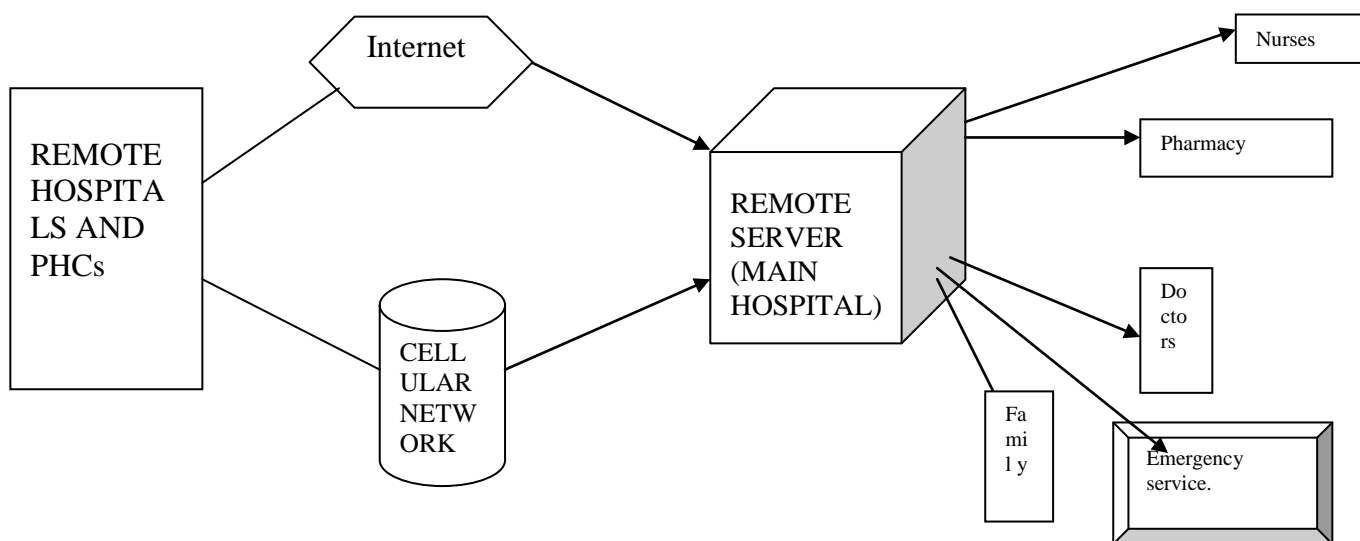 Internet
Nurses
REMOTE
HOSPITA
LS AND
PHCs
Pharmacy
REMOTE
SERVER
(MAIN
HOSPITAL)
CELL
ULAR
NETW
ORK
Do
cto
rs
Fa
mi
l y
Emergency
service.